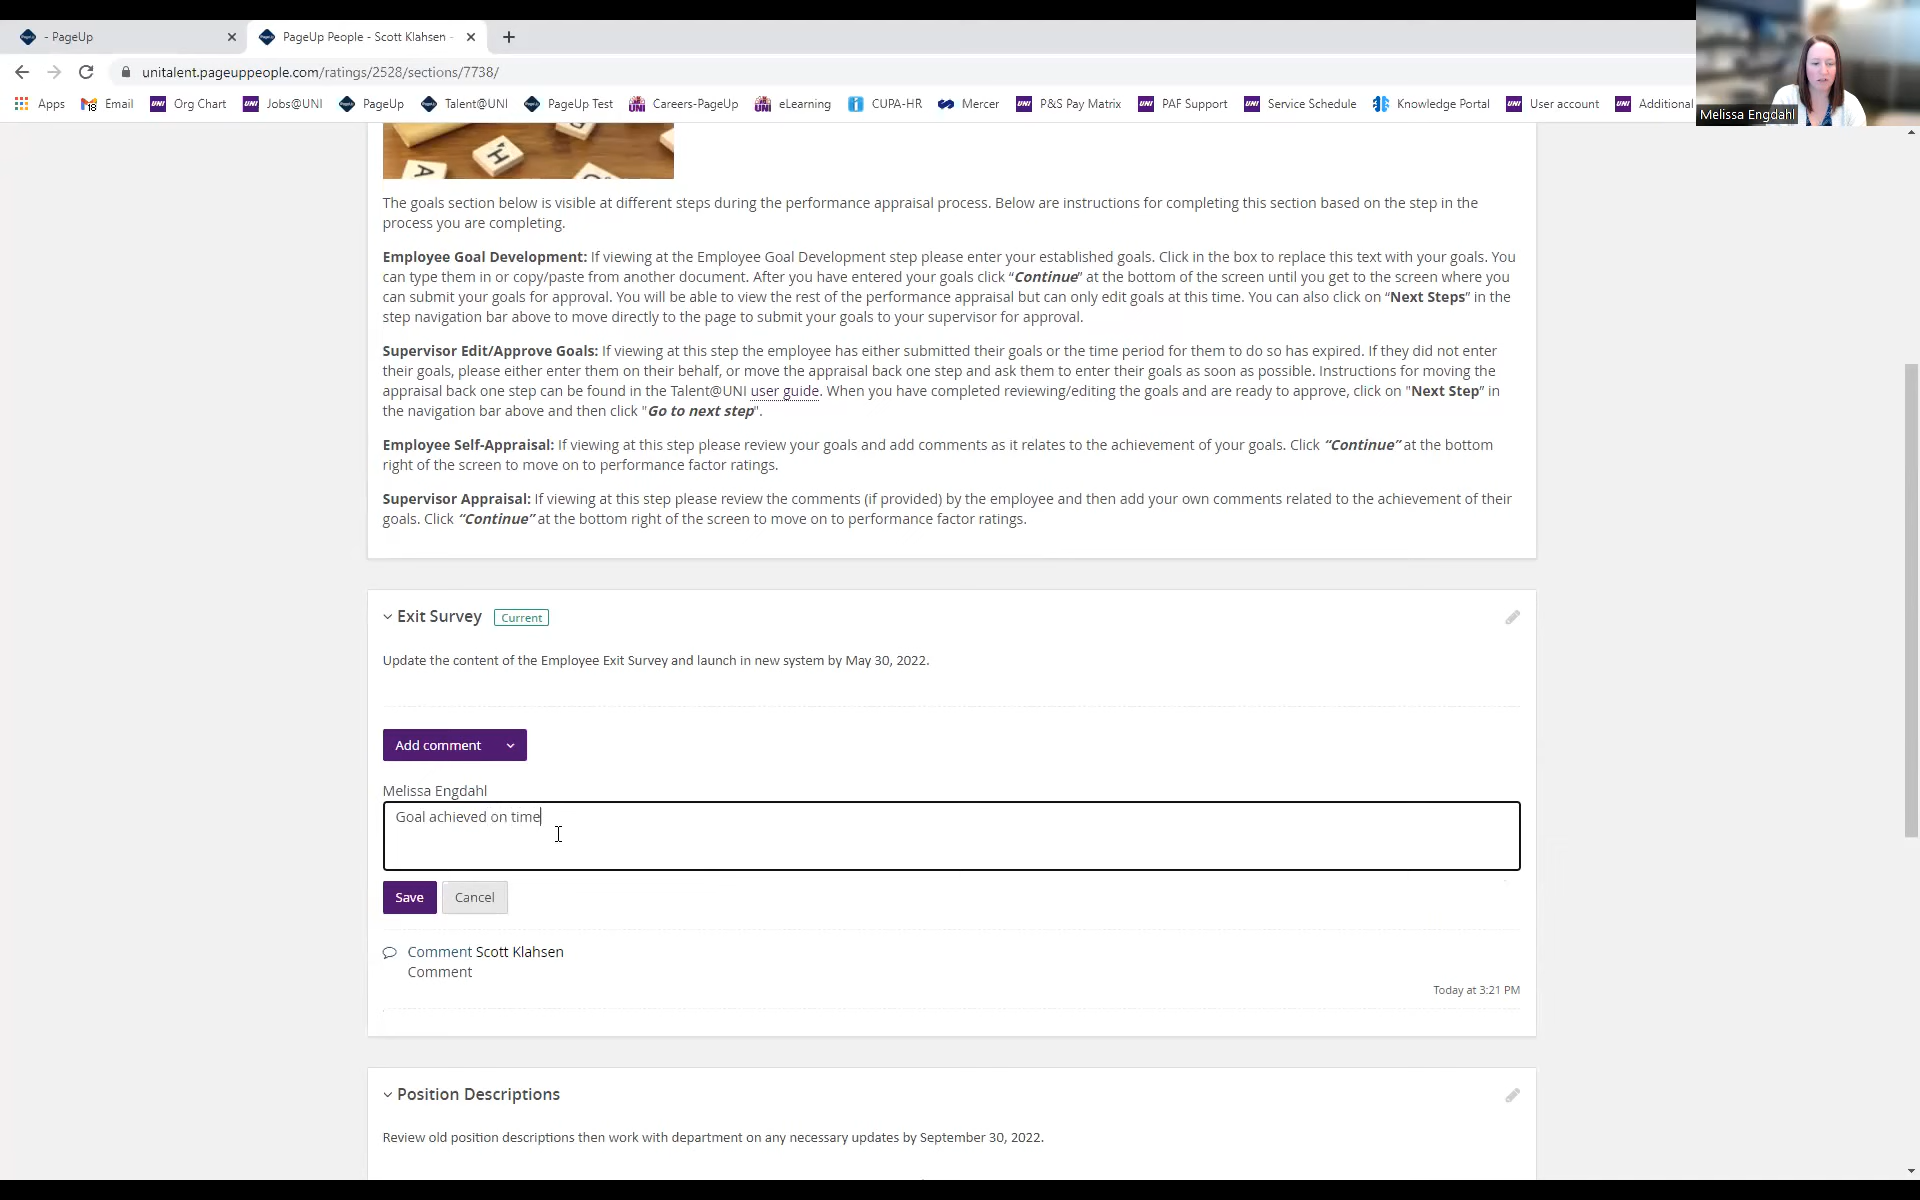 - PageUp
PageUp People - Scott Klahsen -
unitalent.pageuppeople.com/ratings/2528/sections/7738/
Apps
18
Email
UNI
Org Chart
UNI
Jobs@UNI
PageUp
Talent@UNI
PageUp Test
UNI
Careers-PageUp
UNI
eLearning
CUPA-HR
Mercer
UNI
P&S Pay Matrix
UNI
PAF Support
UNI
Service Schedule
Knowledge Portal
UNI
User account
UNI
Additional
Melissa Engdahl
H
A
The goals section below is visible at different steps during the performance appraisal process. Below are instructions for completing this section based on the step in the
process you are completing.
Employee Goal Development: If viewing at the Employee Goal Development step please enter your established goals. Click in the box to replace this text with your goals. You
can type them in or copy/paste from another document. After you have entered your goals click “Continue” at the bottom of the screen until you get to the screen where you
can submit your goals for approval. You will be able to view the rest of the performance appraisal but can only edit goals at this time. You can also click on “Next Steps” in the
step navigation bar above to move directly to the page to submit your goals to your supervisor for approval.
Supervisor Edit/Approve Goals: If viewing at this step the employee has either submitted their goals or the time period for them to do so has expired. If they did not enter
their goals, please either enter them on their behalf, or move the appraisal back one step and ask them to enter their goals as soon as possible. Instructions for moving the
appraisal back one step can be found in the Talent@UNI user guide. When you have completed reviewing/editing the goals and are ready to approve, click on "Next Step” in
the navigation bar above and then click "Go to next step".
Employee Self-Appraisal: If viewing at this step please review your goals and add comments as it relates to the achievement of your goals. Click “Continue” at the bottom
right of the screen to move on to performance factor ratings.
Supervisor Appraisal: If viewing at this step please review the comments (if provided) by the employee and then add your own comments related to the achievement of their
goals. Click “Continue” at the bottom right of the screen to move on to performance factor ratings.
Exit Survey Current
Update the content of the Employee Exit Survey and launch in new system by May 30, 2022.
Add comment
Melissa Engdahl
Goal achieved on time
Save Cancel
Comment Scott Klahsen
Comment
Today at 3:21 PM
Position Descriptions
Review old position descriptions then work with department on any necessary updates by September 30, 2022.